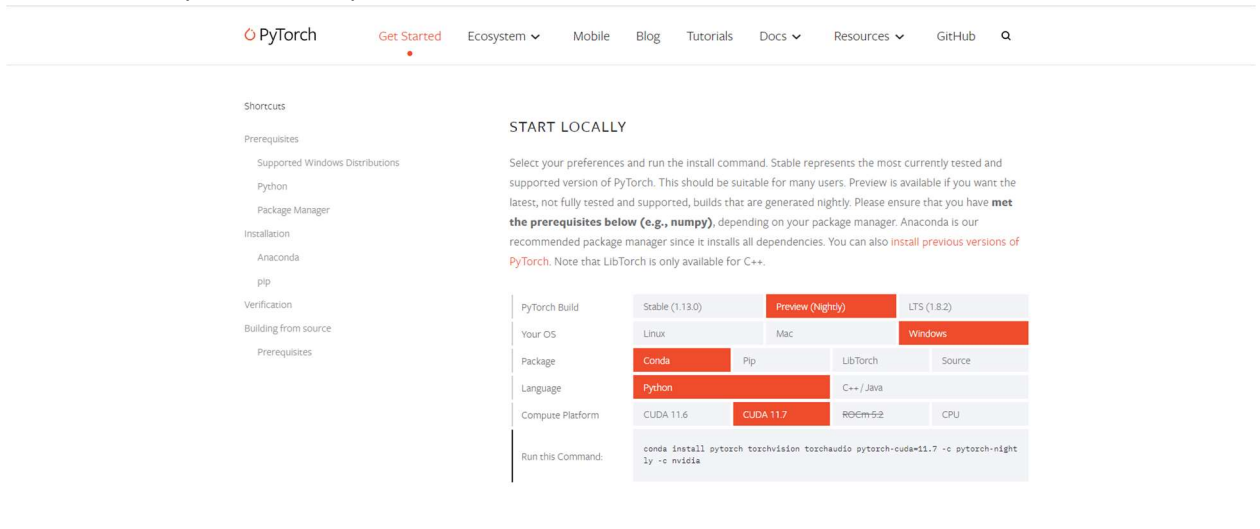 PyTorch
Get Started Ecosystem Mobile Blog Tutorials Docs Resources GitHub
Shortcuts
Prerequisites
Supported Windows Distributions
Python
Package Manager
Installation
Anaconda
pip
Verification
Building from source
Prerequisites
START LOCALLY
Select your preferences and run the install command. Stable represents the most currently tested and
supported version of PyTorch. This should be suitable for many users. Preview is available if you want the
latest, not fully tested and supported, builds that are generated nightly. Please ensure that you have met
the prerequisites below (e.g., numpy), depending on your package manager. Anaconda is our
recommended package manager since it installs all dependencies. You can also install previous versions of
PyTorch. Note that LibTorch is only available for C++.
PyTorch Build Stable (1.13.0) Preview (Nightly) LTS (1.8.2)
Your OS Linux Mac Windows
Package Conda Pip LibTorch Source
Language Python C++ / Java
Compute Platform CUDA 11.6 CUDA 11.7 ROCm 5.2 CPU
Run this Command: conda install pytorch torchvision torchaudio pytorch-cuda=11.7 -c pytorch-night
ly -c nvidia